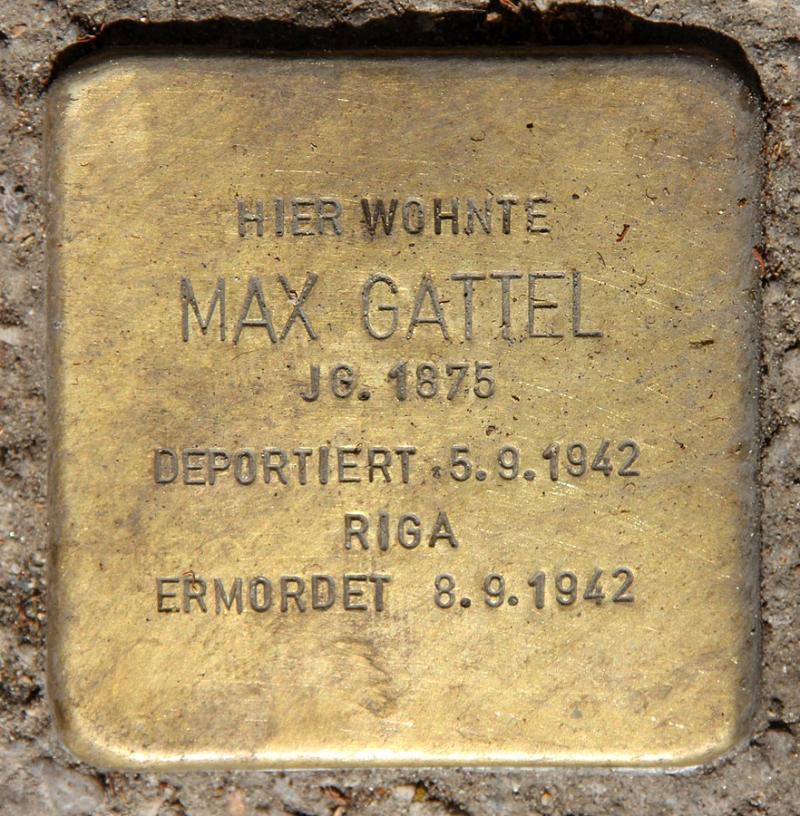 HIER WOHNTE
MAX GATTEL
JG. 1875
DEPORTIERT 5.9.1942
RIGA
ERMORDET 8.9.1942